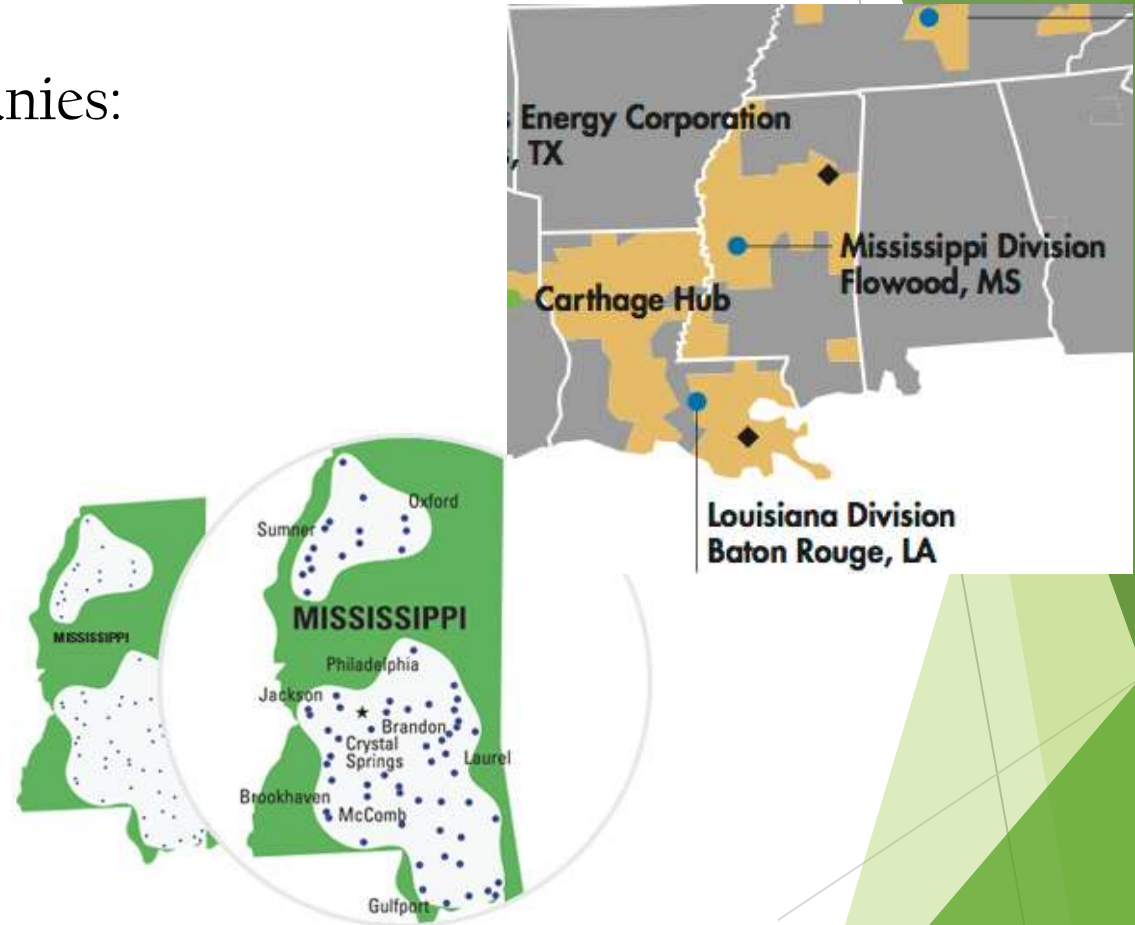 nies:
Energy Corporation
, TX
Mississippi Division
Flowood, MS
Carthage Hub
Louisiana Division
Baton Rouge, LA
MISSISSIPPI
Oxford
Sumner
MISSISSIPPI
Philadelphia
Jackson
Brandon
Crystal
Springs
Laurel
Brookhaven
McComb
Gulfport